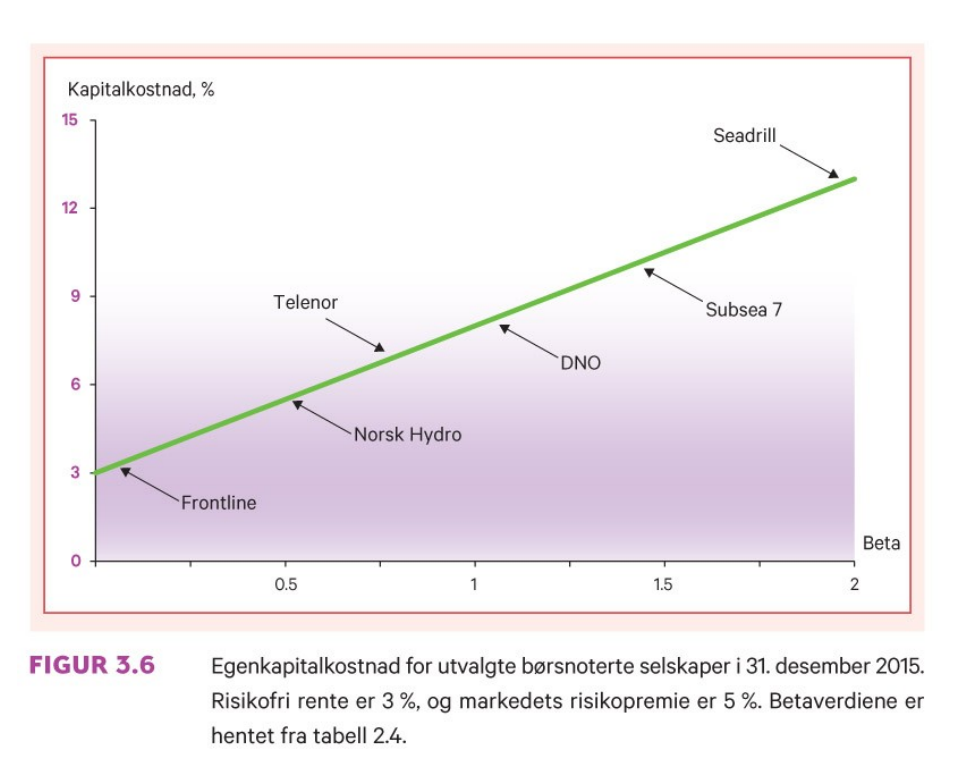 Kapitalkostnad, %
15
Seadrill
12
9
Telenor
Subsea 7
DNO
6
Norsk Hydro
3
Frontline
Beta
0
0.5
1
1.5
2
FIGUR 3.6
Egenkapitalkostnad for utvalgte børsnoterte selskaper i 31. desember 2015.
Risikofri rente er 3 %, og markedets risikopremie er 5 %. Betaverdiene er
hentet fra tabell 2.4.